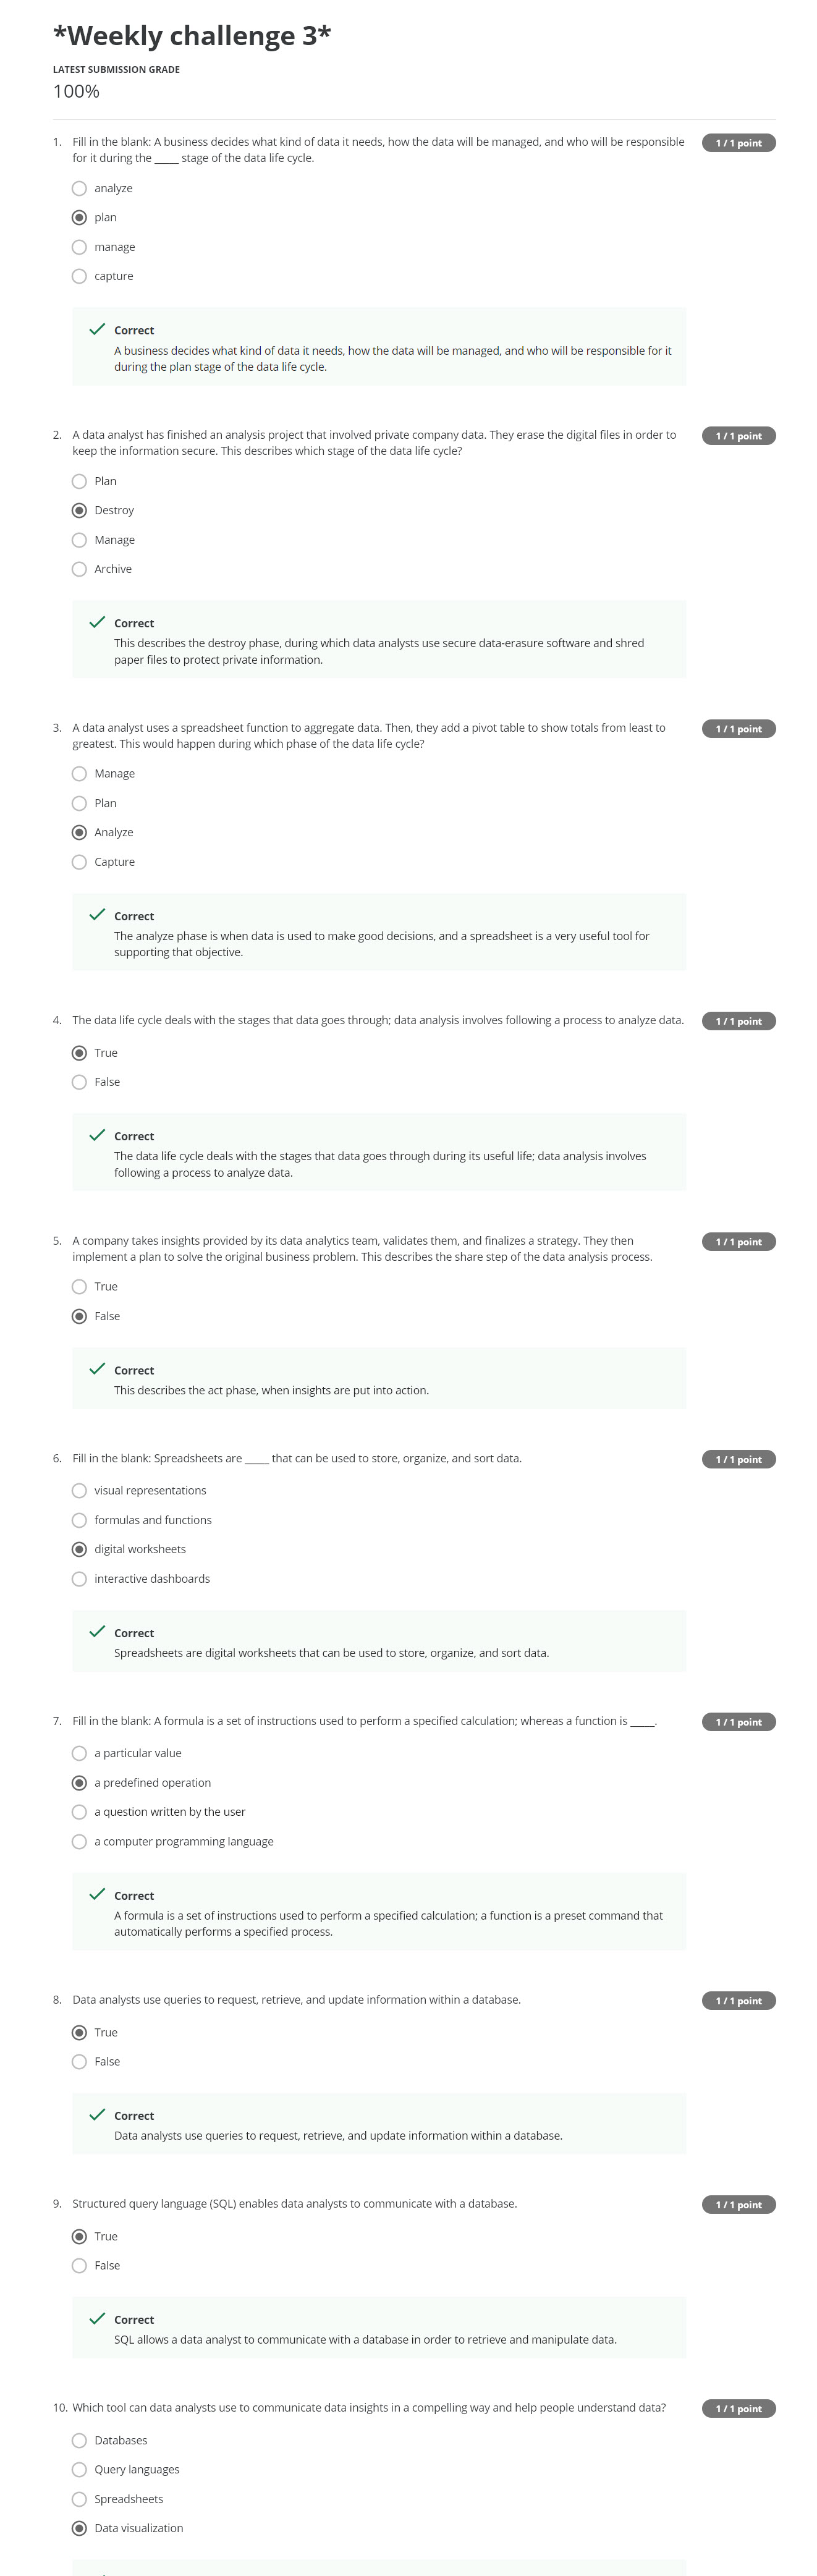 *Weekly challenge 3*
LATEST SUBMISSION GRADE
100%
1. Fill in the blank: A business decides what kind of data it needs, how the data will be managed, and who will be responsible
for it during the _____ stage of the data life cycle.
1 / 1 point
analyze
plan
manage
capture
Correct
A business decides what kind of data it needs, how the data will be managed, and who will be responsible for it
during the plan stage of the data life cycle.
2. A data analyst has finished an analysis project that involved private company data. They erase the digital files in order to
keep the information secure. This describes which stage of the data life cycle?
1 / 1 point
Plan
Destroy
Manage
Archive
Correct
This describes the destroy phase, during which data analysts use secure data-erasure software and shred
paper files to protect private information.
3. A data analyst uses a spreadsheet function to aggregate data. Then, they add a pivot table to show totals from least to
greatest. This would happen during which phase of the data life cycle?
1 / 1 point
Manage
Plan
Analyze
Capture
Correct
The analyze phase is when data is used to make good decisions, and a spreadsheet is a very useful tool for
supporting that objective.
4. The data life cycle deals with the stages that data goes through; data analysis involves following a process to analyze data.
1 / 1 point
True
False
Correct
The data life cycle deals with the stages that data goes through during its useful life; data analysis involves
following a process to analyze data.
5. A company takes insights provided by its data analytics team, validates them, and finalizes a strategy. They then
implement a plan to solve the original business problem. This describes the share step of the data analysis process.
1 / 1 point
True
False
Correct
This describes the act phase, when insights are put into action.
6. Fill in the blank: Spreadsheets are _____ that can be used to store, organize, and sort data.
1 / 1 point
visual representations
formulas and functions
digital worksheets
interactive dashboards
Correct
Spreadsheets are digital worksheets that can be used to store, organize, and sort data.
7. Fill in the blank: A formula is a set of instructions used to perform a specified calculation; whereas a function is _____.
1 / 1 point
a particular value
a predefined operation
a question written by the user
a computer programming language
Correct
A formula is a set of instructions used to perform a specified calculation; a function is a preset command that
automatically performs a specified process.
8. Data analysts use queries to request, retrieve, and update information within a database.
1 / 1 point
True
False
Correct
Data analysts use queries to request, retrieve, and update information within a database.
9. Structured query language (SQL) enables data analysts to communicate with a database.
1 / 1 point
True
False
Correct
SQL allows a data analyst to communicate with a database in order to retrieve and manipulate data.
10. Which tool can data analysts use to communicate data insights in a compelling way and help people understand data?
1 / 1 point
Databases
Query languages
Spreadsheets
Data visualization